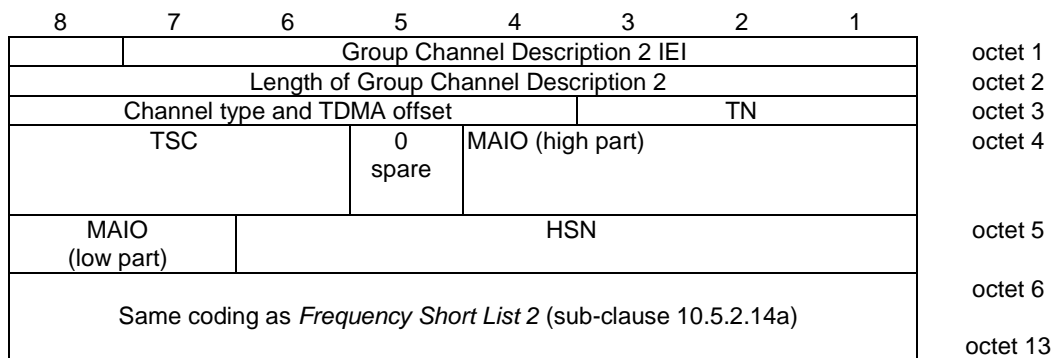 8 7 6 5 4 3 2 1
Group Channel Description 2 IEI octet 1
Length of Group Channel Description 2 octet 2
Channel type and TDMA offset TN octet 3
TSC 0 MAIO (high part) octet 4
spare
MAIO HSN octet 5
(low part)
octet 6
Same coding as Frequency Short List 2 (sub-clause 10.5.2.14a)
octet 13